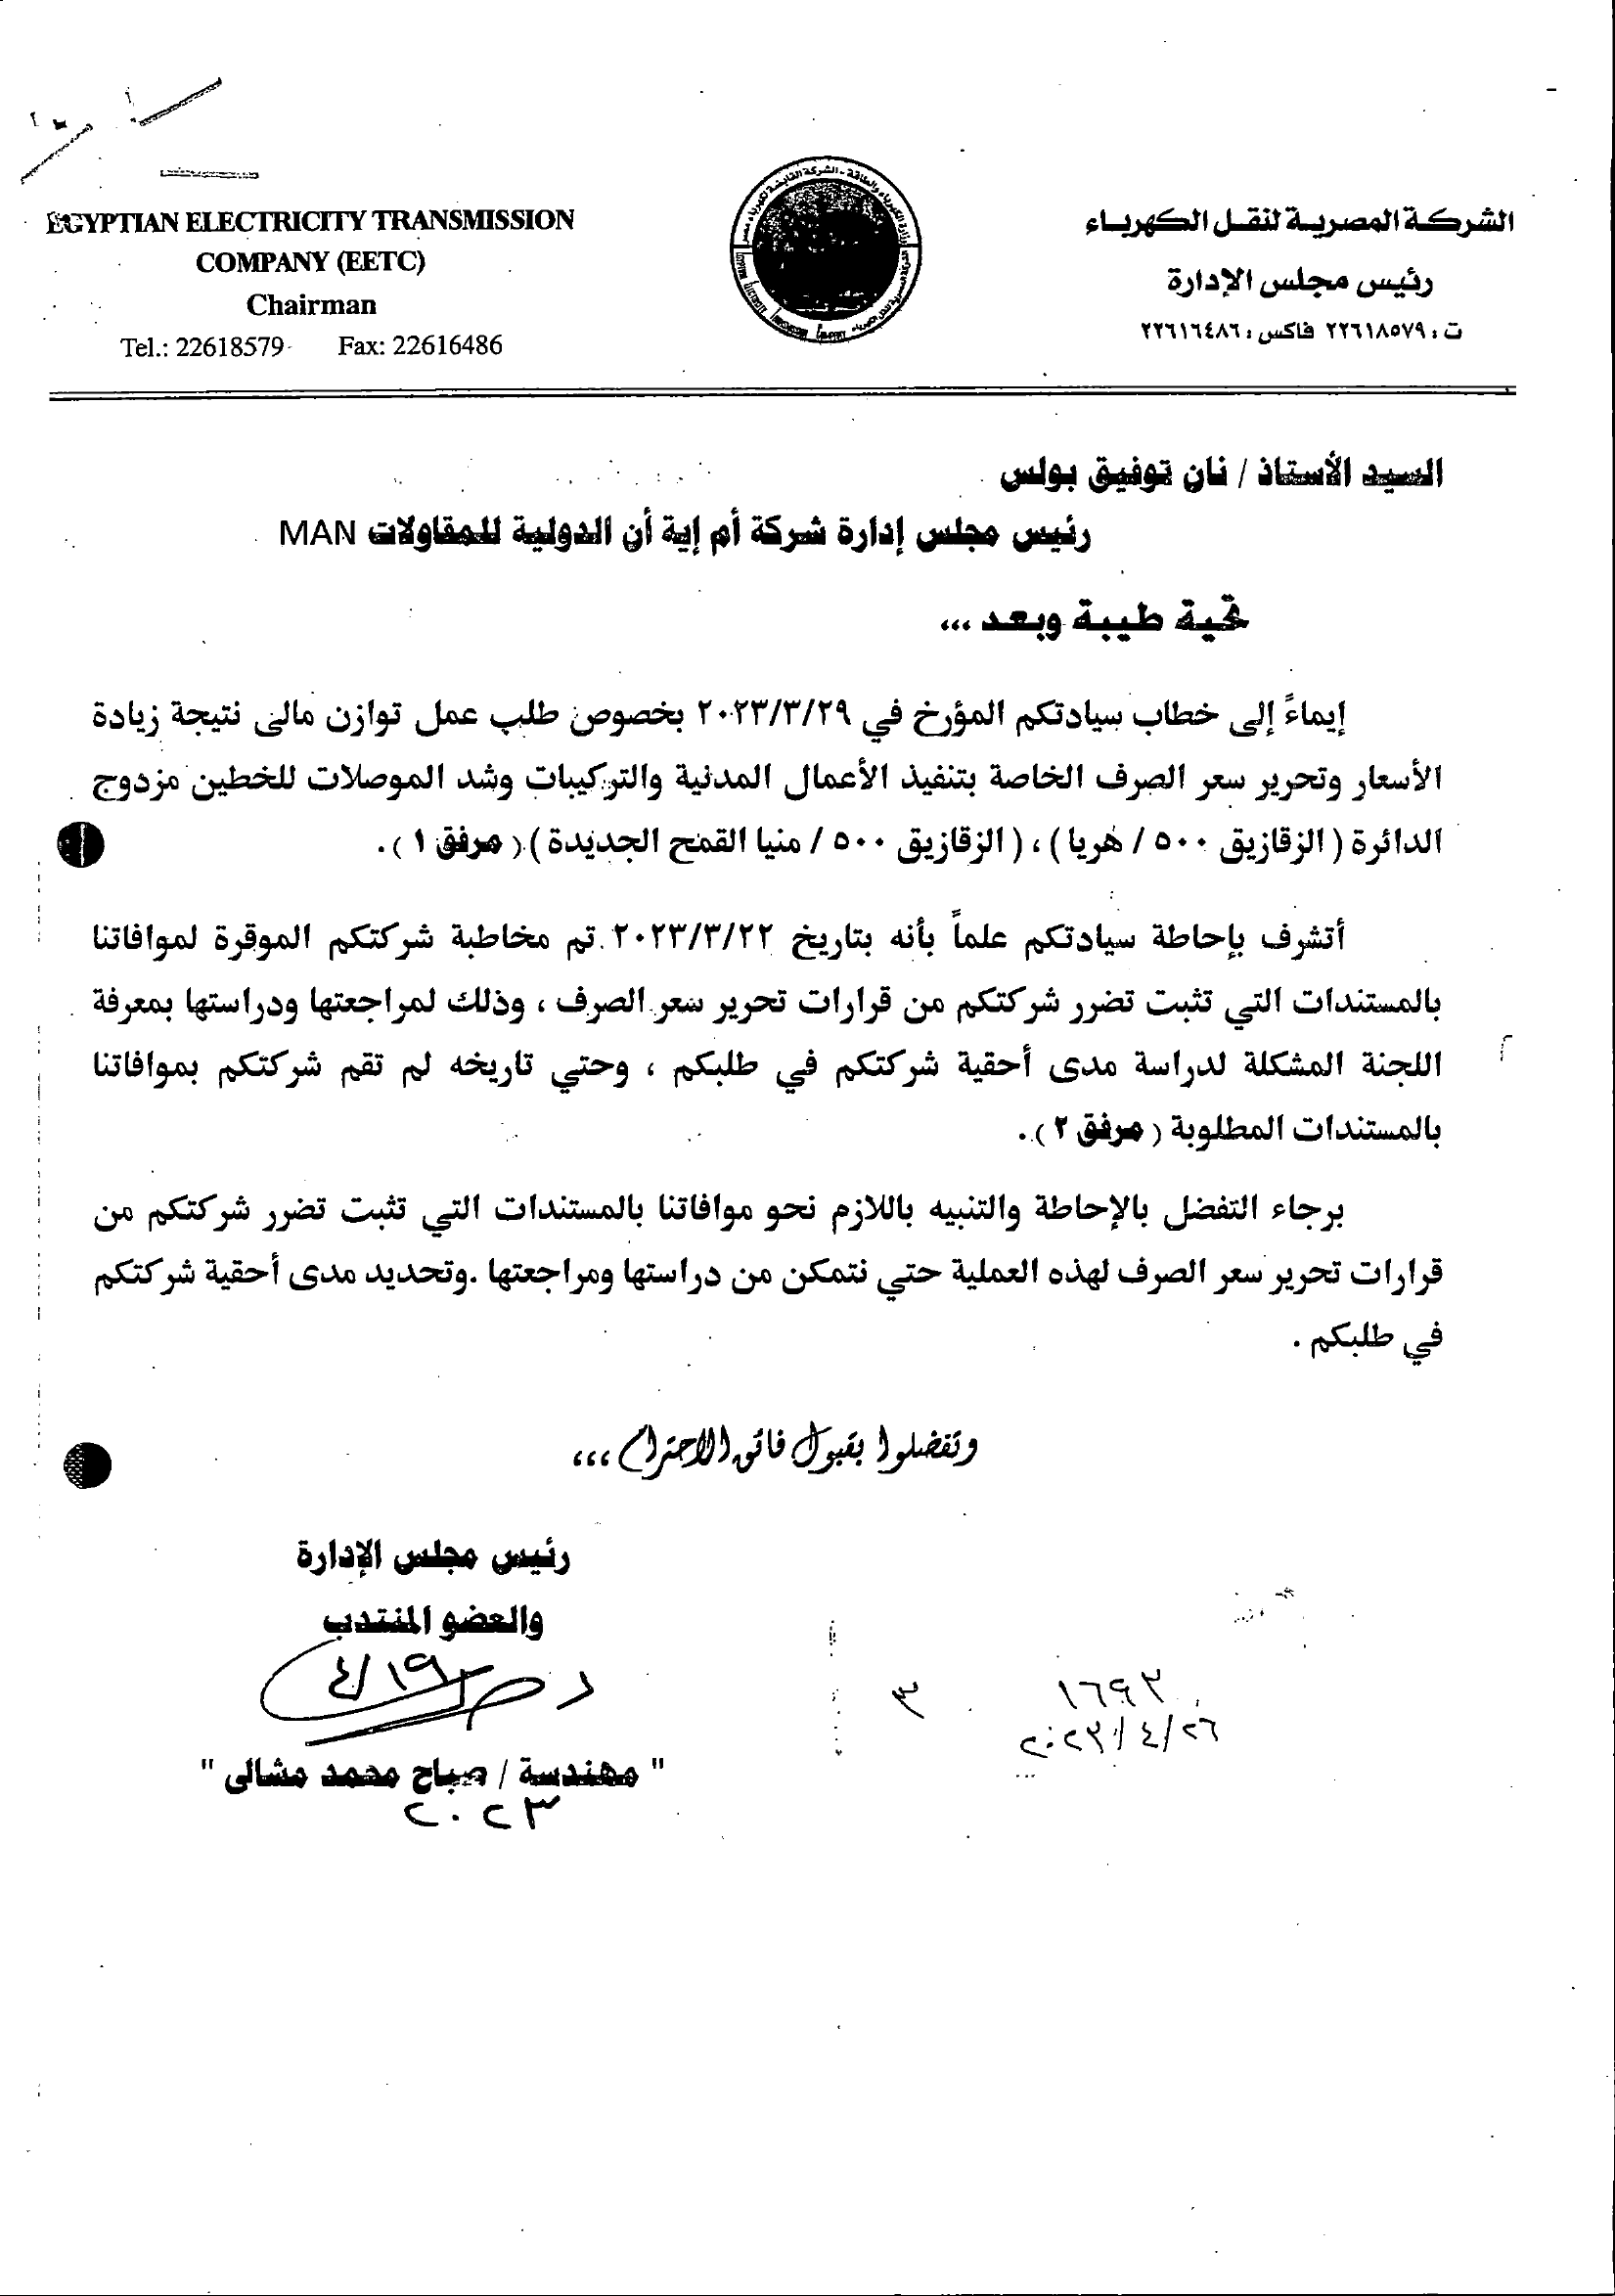 EGYPTIAN ELECTRICITY TRANSMISSION
COMPANY (EETC)
Chairman
Tel.: 22618579 Fax: 22616486
الشركة المصرية لنقل الكهرباء
رئيس مجلس الإدارة
ت : ٢٢٦١٨٥٧٩ فاكس : ٢٢٦١٦٤٨٦
السيد الأستاذ / نان توفيق بولس
رئيس مجلس إدارة شركة أم إية أن الدولية للمقاولات MAN
تحية طيبة وبعد ...
إيماءً إلى خطاب سيادتكم المؤرخ في ٢٠٢٣/٣/٢٩ بخصوص طلب عمل توازن مالى نتيجة زيادة
الأسعار وتحرير سعر الصرف الخاصة بتنفيذ الأعمال المدنية والتركيبات وشد الموصلات للخطين مزدوج
الدائرة ( الزقازيق ٥٠٠ / هريا ) ، ( الزقازيق ٥٠٠ / منيا القمح الجديدة ) ( مرفق ١ ) .
أتشرف بإحاطة سيادتكم علماً بأنه بتاريخ ٢٠٢٣/٣/٢٢ تم مخاطبة شركتكم الموقرة لموافاتنا
بالمستندات التي تثبت تضرر شركتكم من قرارات تحرير سعر الصرف ، وذلك لمراجعتها ودراستها بمعرفة
اللجنة المشكلة لدراسة مدى أحقية شركتكم في طلبكم ، وحتي تاريخه لم تقم شركتكم بموافاتنا
بالمستندات المطلوبة ( مرفق ٢ ) .
برجاء التفضل بالإحاطة والتنبيه باللازم نحو موافاتنا بالمستندات التي تثبت تضرر شركتكم من
قرارات تحرير سعر الصرف لهذه العملية حتي نتمكن من دراستها ومراجعتها .وتحديد مدى أحقية شركتكم
في طلبكم .
وتفضلوا بقبول فائق الاحترام ،،،
رئيس مجلس الإدارة
والعضو المنتدب
٤/١٩
" مهندسة / صباح محمد مشالى "
٢٠٢٣
١٦٩٣
٣
٢٠٢٣/٤/٢٦